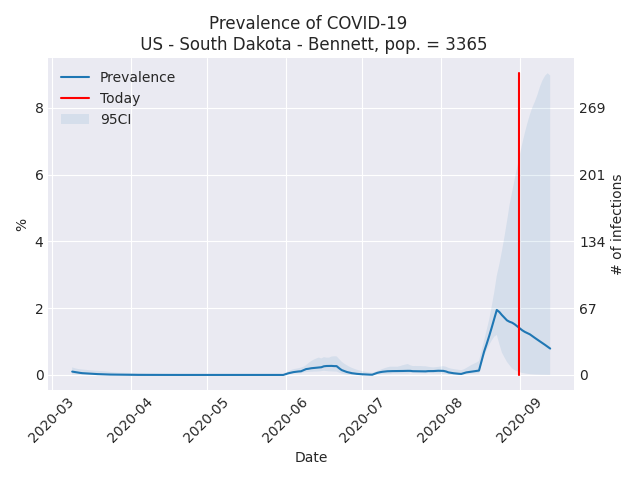 Prevalence of COVID-19
US - South Dakota - Bennett, pop. = 3365
Prevalence
Today
95CI
8
6
4
2
0
%
269
201
134
67
0
# of infections
2020-03
2020-04
2020-05
2020-06
2020-07
2020-08
2020-09
Date